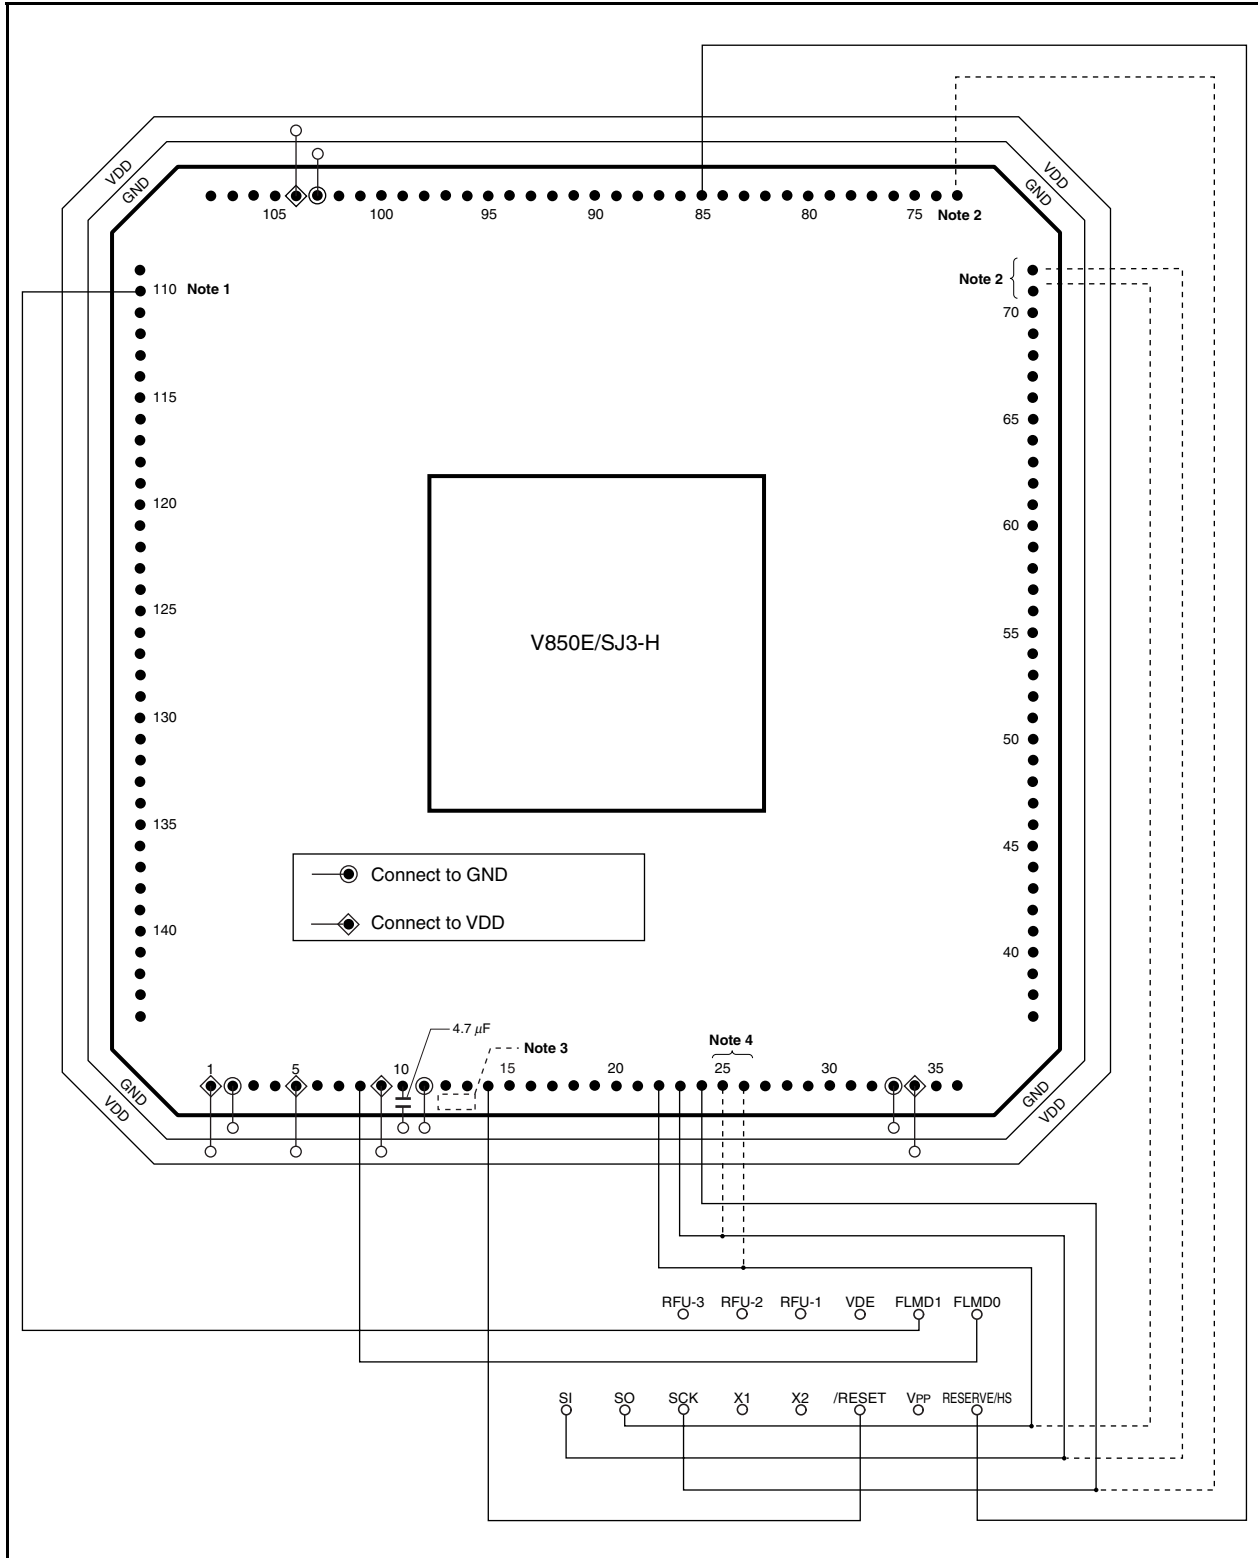 VDD
GND
VDD
GND
105
100
95
90
85
80
75
Note 2
110
Note 1
Note 2
70
115
65
120
60
125
55
V850E/SJ3-H
130
50
135
45
Connect to GND
Connect to VDD
140
40
4.7 μF
1
5
10
Note 3
15
20
Note 4
25
30
35
GND
VDD
GND
VDD
RFU-3
RFU-2
RFU-1
VDE
FLMD1
FLMD0
SI
SO
SCK
X1
X2
/RESET
VPP
RESERVE/HS